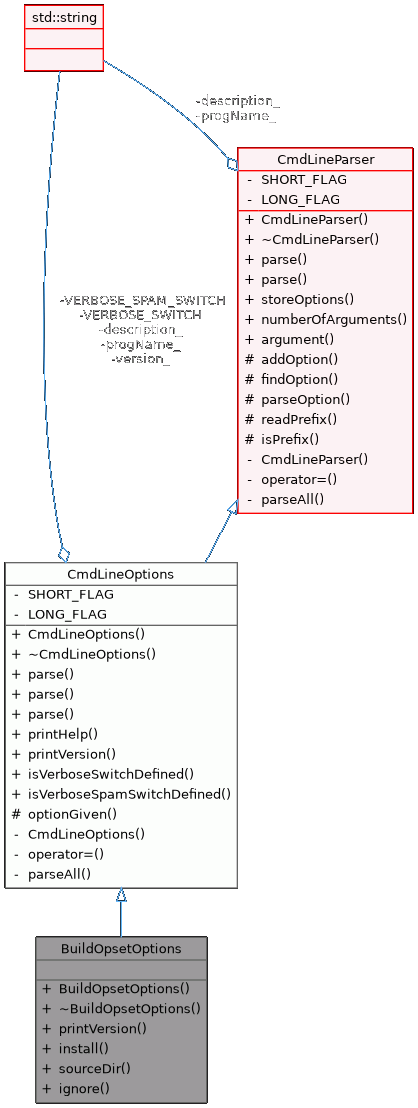 std::string
-description_
-progName_
CmdLineParser
- SHORT_FLAG
- LONG_FLAG
+ CmdLineParser()
+ ~CmdLineParser()
+ parse()
+ parse()
+ storeOptions()
+ numberOfArguments()
+ argument()
# addOption()
# findOption()
# parseOption()
# readPrefix()
# isPrefix()
- CmdLineParser()
- operator=()
- parseAll()
-VERBOSE_SPAM_SWITCH
-VERBOSE_SWITCH
-description_
-progName_
-version_
CmdLineOptions
- SHORT_FLAG
- LONG_FLAG
+ CmdLineOptions()
+ ~CmdLineOptions()
+ parse()
+ parse()
+ parse()
+ printHelp()
+ printVersion()
+ isVerboseSwitchDefined()
+ isVerboseSpamSwitchDefined()
# optionGiven()
- CmdLineOptions()
- operator=()
- parseAll()
BuildOpsetOptions
+ BuildOpsetOptions()
+ ~BuildOpsetOptions()
+ printVersion()
+ install()
+ sourceDir()
+ ignore()